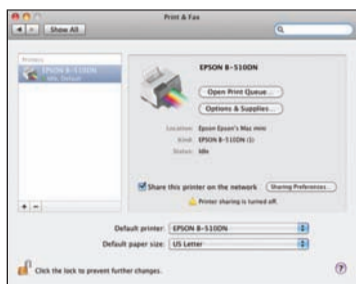 Print & Fax
Show All
Printers
EPSON B-510DN
Idle, Default
EPSON B-510DN
Open Print Queue...
Options & Supplies...
Location: Epson Epson's Mac mini
Kind: EPSON B-510DN (1)
Status: Idle
Share this printer on the network
Sharing Preferences...
Printer sharing is turned off.
Default printer: EPSON B-510DN
Default paper size: US Letter
Click the lock to prevent further changes.